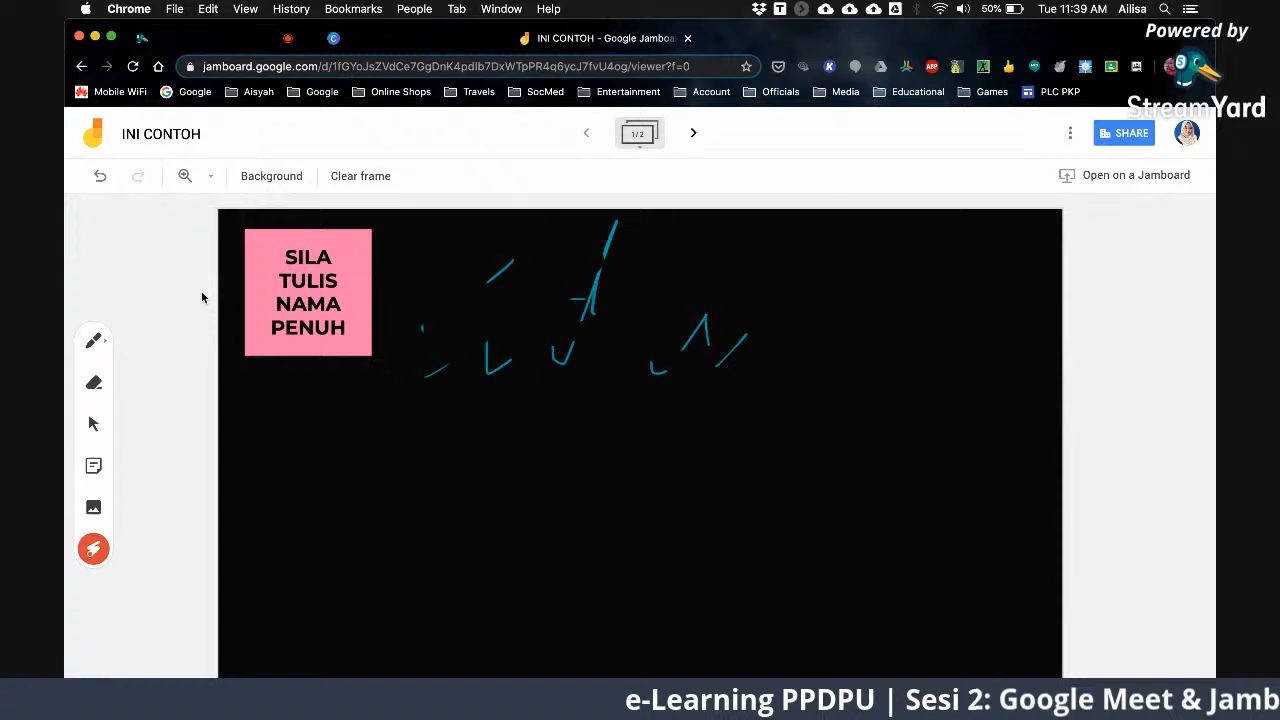 Chrome File Edit View History Bookmarks People Tab Window Help 50% Tue 11:39 AM Ailisa
Powered by
StreamYard
INI CONTOH - Google Jamboa
jamboard.google.com/d/1fGYoJsZVdCe7GgDnK4pdIb7DxWTpPR4q6ycJ7fvU4og/viewer?f=0
Mobile WiFi Google Aisyah Google Online Shops Travels SocMed Entertainment Account Officials Media Educational Games PLC PKP
INI CONTOH 1/2 SHARE
Background Clear frame Open on a Jamboard
SILA
TULIS
NAMA
PENUH
e-Learning PPDPU | Sesi 2: Google Meet & Jamb